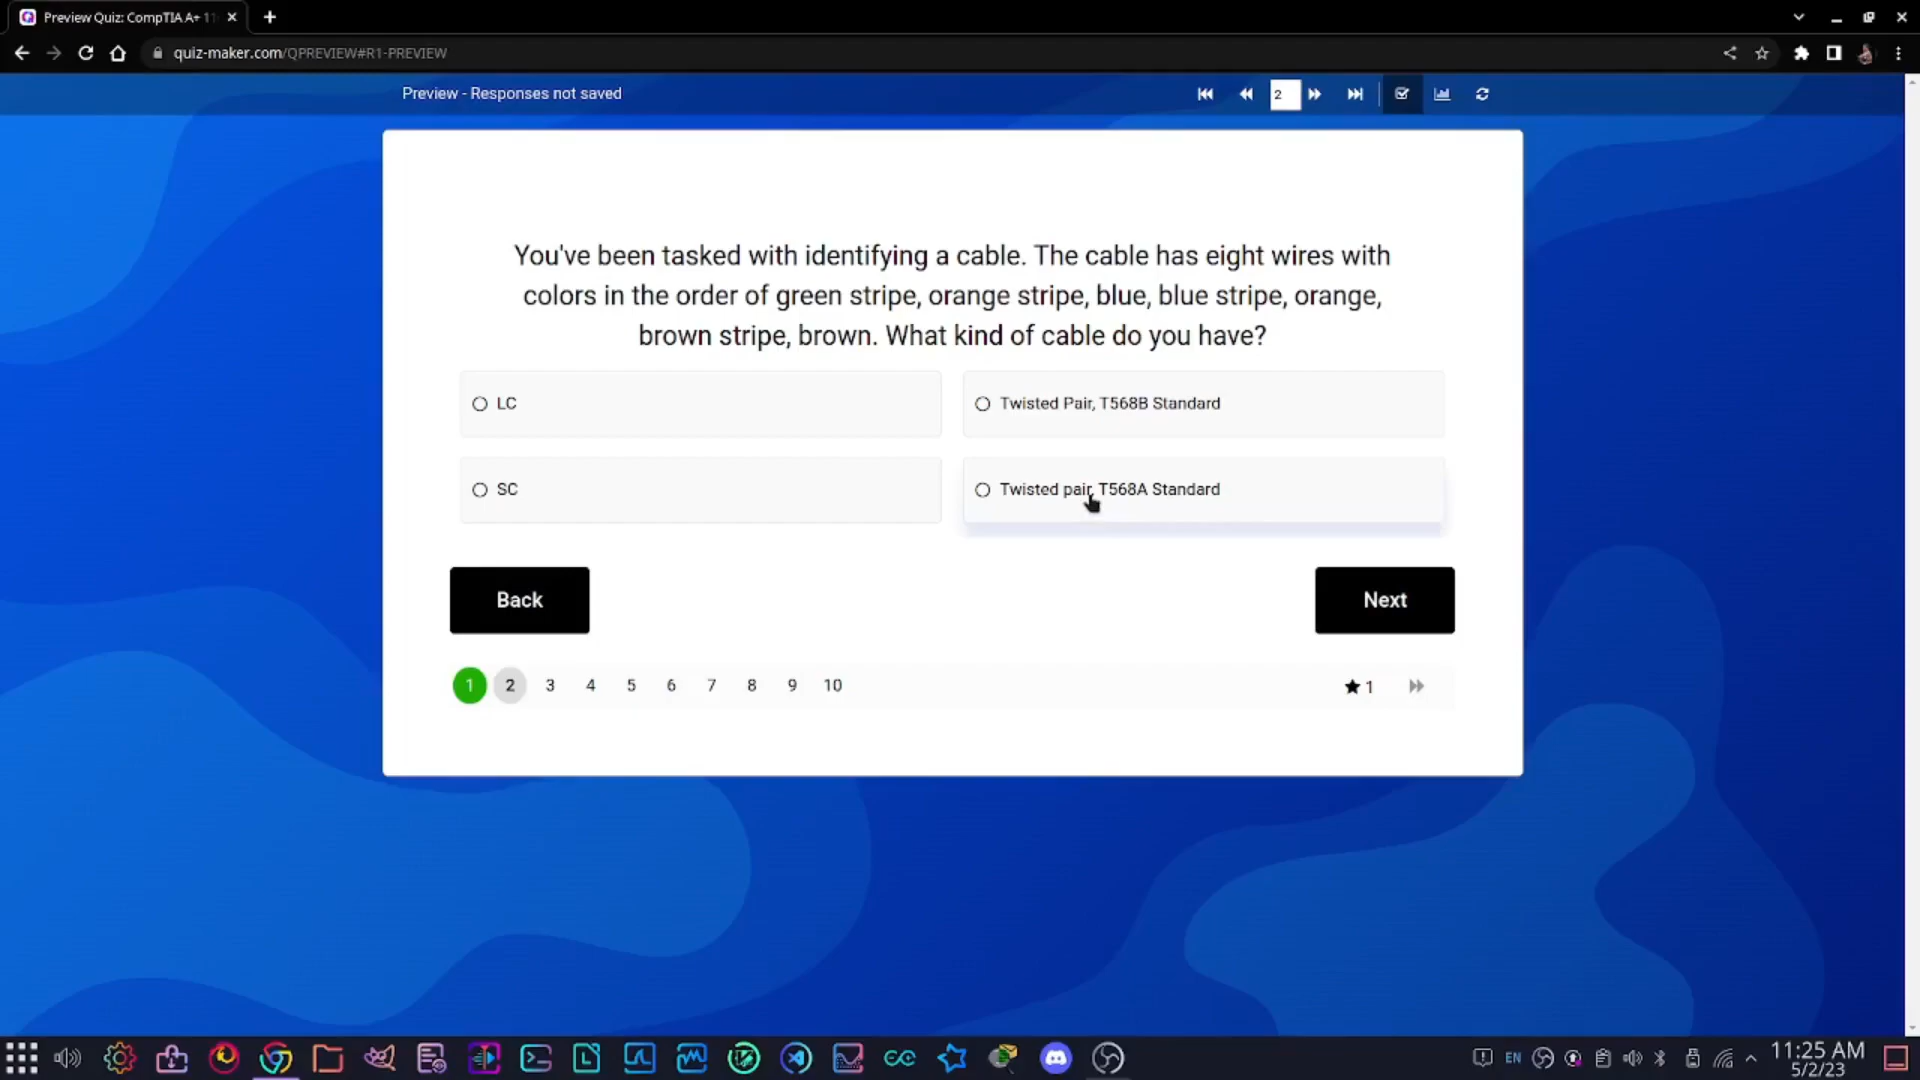 Preview Quiz: CompTIA A+ 11
quiz-maker.com/QPREVIEW#R1-PREVIEW
Preview - Responses not saved
2
You've been tasked with identifying a cable. The cable has eight wires with
colors in the order of green stripe, orange stripe, blue, blue stripe, orange,
brown stripe, brown. What kind of cable do you have?
LC
Twisted Pair, T568B Standard
SC
Twisted pair, T568A Standard
Back
Next
1 2 3 4 5 6 7 8 9 10
1
EN
11:25 AM
5/2/23